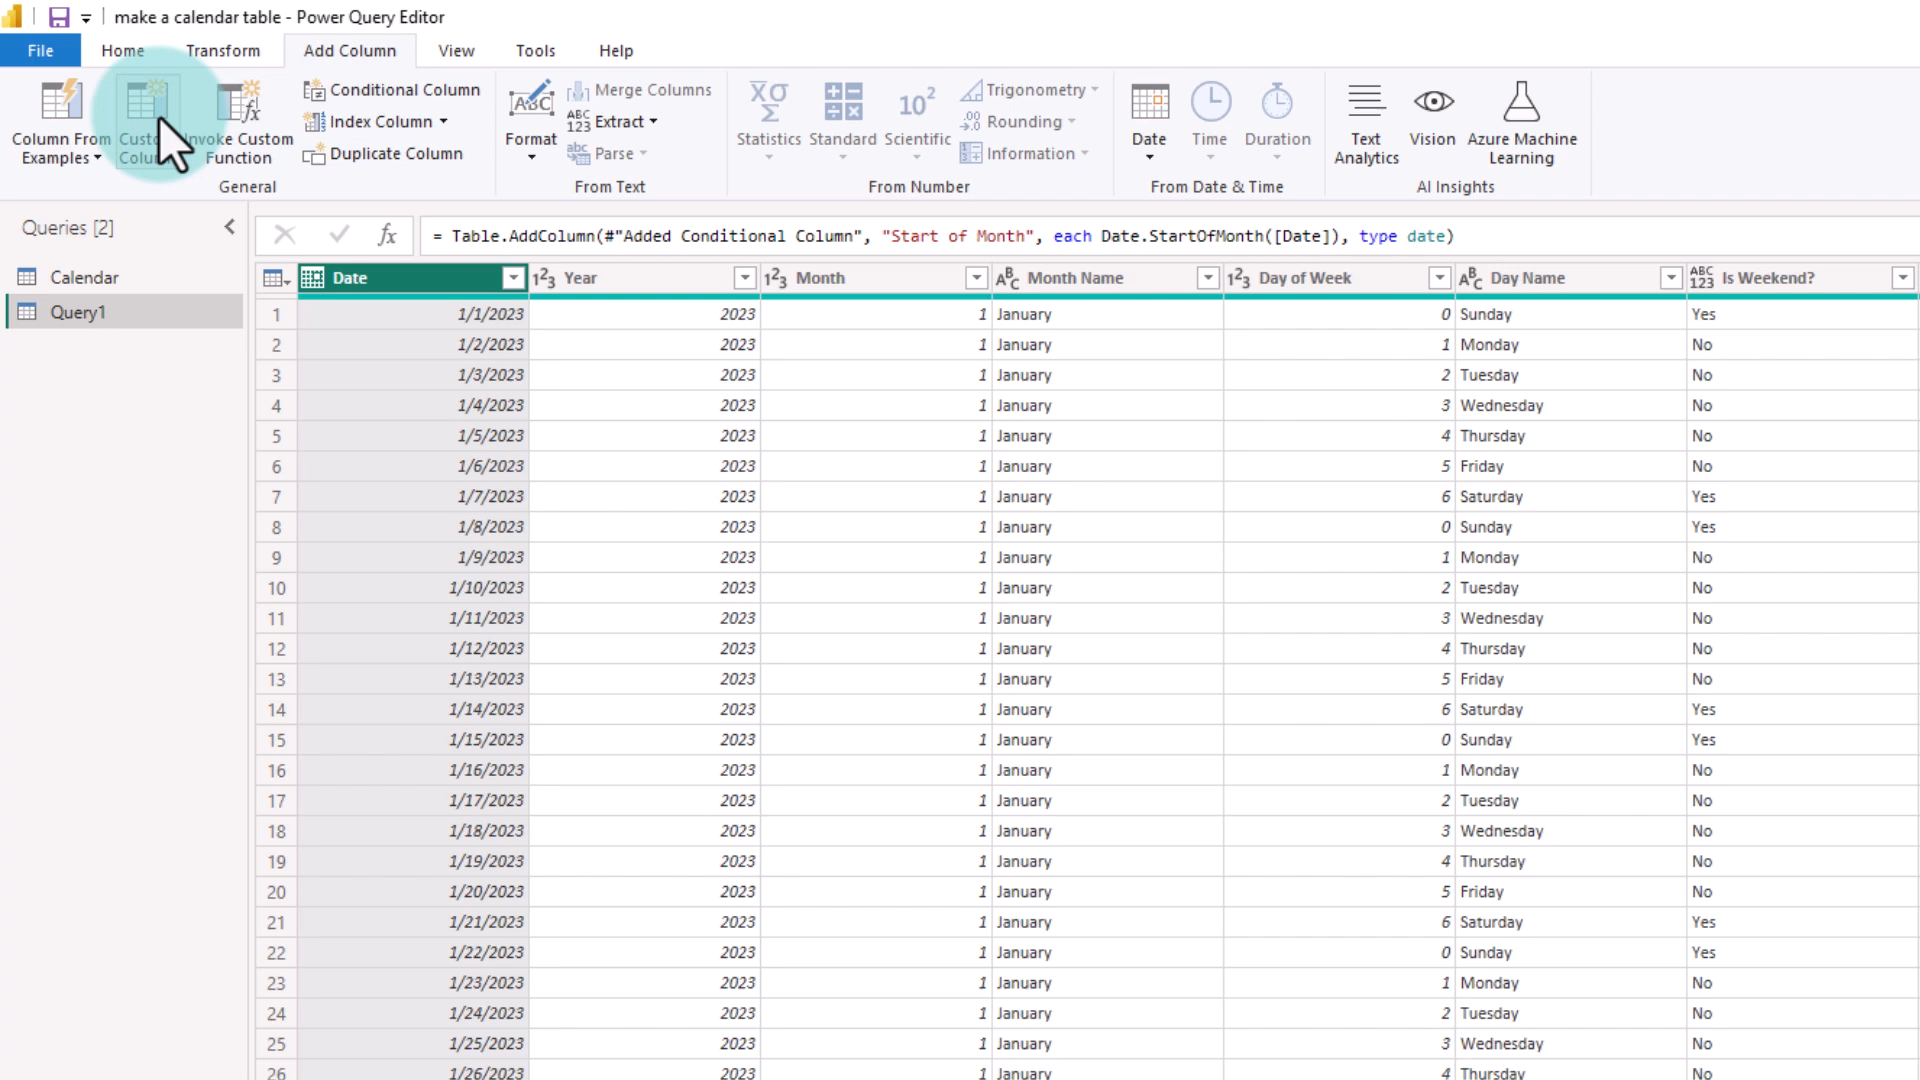 make a calendar table - Power Query Editor
File Home Transform Add Column View Tools Help
Column From Examples
Invoke Custom Function
Conditional Column
Index Column
Duplicate Column
General
Format
Merge Columns
ABC 123 Extract
Parse
From Text
Statistics
Standard
Scientific
Trigonometry
Rounding
Information
From Number
Date
Time
Duration
From Date & Time
Text Analytics
Vision
Azure Machine Learning
AI Insights
Queries [2]
Calendar
Query1
fx = Table.AddColumn(#"Added Conditional Column", "Start of Month", each Date.StartOfMonth([Date]), type date)
Date 1²3 Year 1²3 Month ABC Month Name 1²3 Day of Week ABC Day Name ABC 123 Is Weekend?
1 1/1/2023 2023 1 January 0 Sunday Yes
2 1/2/2023 2023 1 January 1 Monday No
3 1/3/2023 2023 1 January 2 Tuesday No
4 1/4/2023 2023 1 January 3 Wednesday No
5 1/5/2023 2023 1 January 4 Thursday No
6 1/6/2023 2023 1 January 5 Friday No
7 1/7/2023 2023 1 January 6 Saturday Yes
8 1/8/2023 2023 1 January 0 Sunday Yes
9 1/9/2023 2023 1 January 1 Monday No
10 1/10/2023 2023 1 January 2 Tuesday No
11 1/11/2023 2023 1 January 3 Wednesday No
12 1/12/2023 2023 1 January 4 Thursday No
13 1/13/2023 2023 1 January 5 Friday No
14 1/14/2023 2023 1 January 6 Saturday Yes
15 1/15/2023 2023 1 January 0 Sunday Yes
16 1/16/2023 2023 1 January 1 Monday No
17 1/17/2023 2023 1 January 2 Tuesday No
18 1/18/2023 2023 1 January 3 Wednesday No
19 1/19/2023 2023 1 January 4 Thursday No
20 1/20/2023 2023 1 January 5 Friday No
21 1/21/2023 2023 1 January 6 Saturday Yes
22 1/22/2023 2023 1 January 0 Sunday Yes
23 1/23/2023 2023 1 January 1 Monday No
24 1/24/2023 2023 1 January 2 Tuesday No
25 1/25/2023 2023 1 January 3 Wednesday No
26 1/26/2023 2023 1 January 4 Thursday No